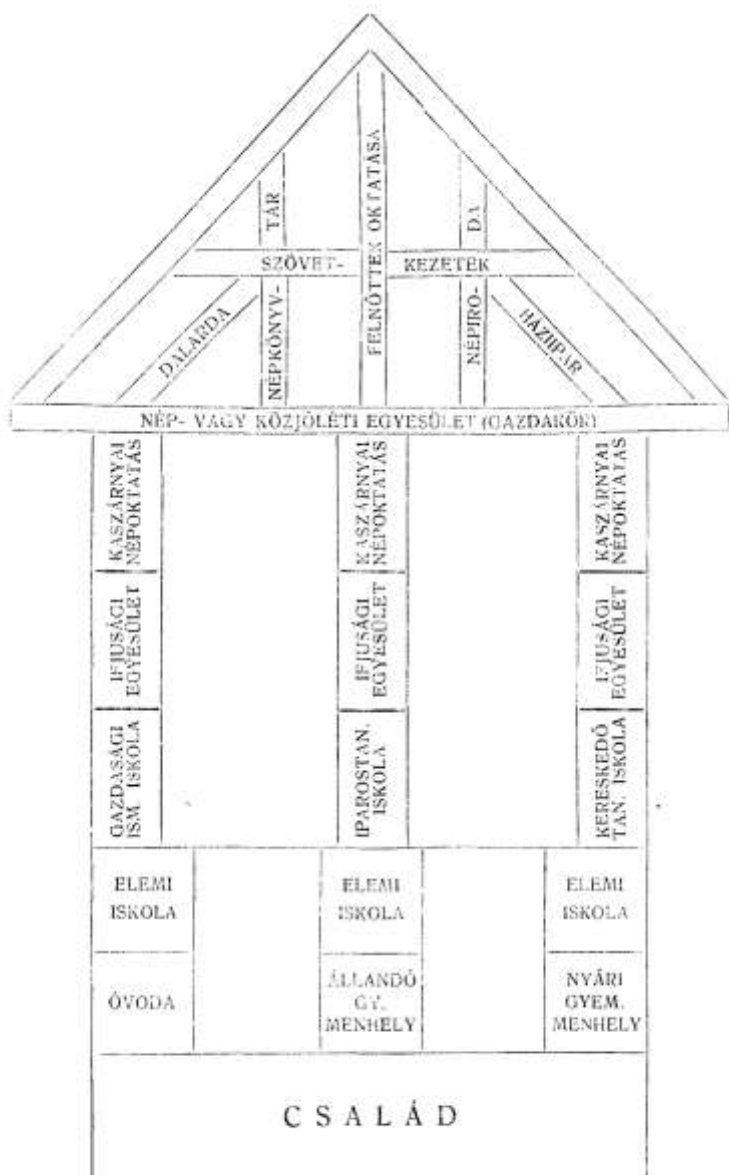 FELNŐTTEK OKTATÁSA
TÁR
DA
SZÖVET-
KEZETEK
DALARDA
NÉPKÖNYV-
NÉPIRO-
HÁZIIPAR
NÉP- VAGY KÖZJÓLÉTI EGYESÜLET (GAZDAKÖR)
KASZÁRNYAI
NÉPOKTATÁS
KASZÁRNYAI
NÉPOKTATÁS
KASZÁRNYAI
NÉPOKTATÁS
IFJUSÁGI
EGYESÜLET
IFJUSÁGI
EGYESÜLET
IFJUSÁGI
EGYESÜLET
GAZDASÁGI
ISM. ISKOLA
IPAROSTAN.
ISKOLA
KERESKEDŐ
TAN. ISKOLA
ELEMI
ISKOLA
ELEMI
ISKOLA
ELEMI
ISKOLA
ÓVODA
ÁLLANDÓ
GY.
MENHELY
NYÁRI
GYEM.
MENHELY
CSALÁD